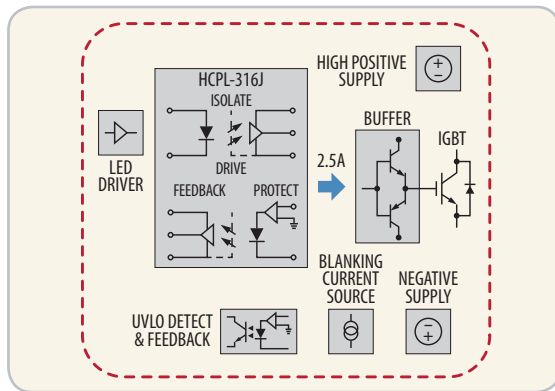 HCPL-316J
ISOLATE
DRIVE
FEEDBACK
PROTECT
LED
DRIVER
HIGH POSITIVE
SUPPLY
BUFFER
2.5A
IGBT
UVLO DETECT
& FEEDBACK
BLANKING
CURRENT
SOURCE
NEGATIVE
SUPPLY